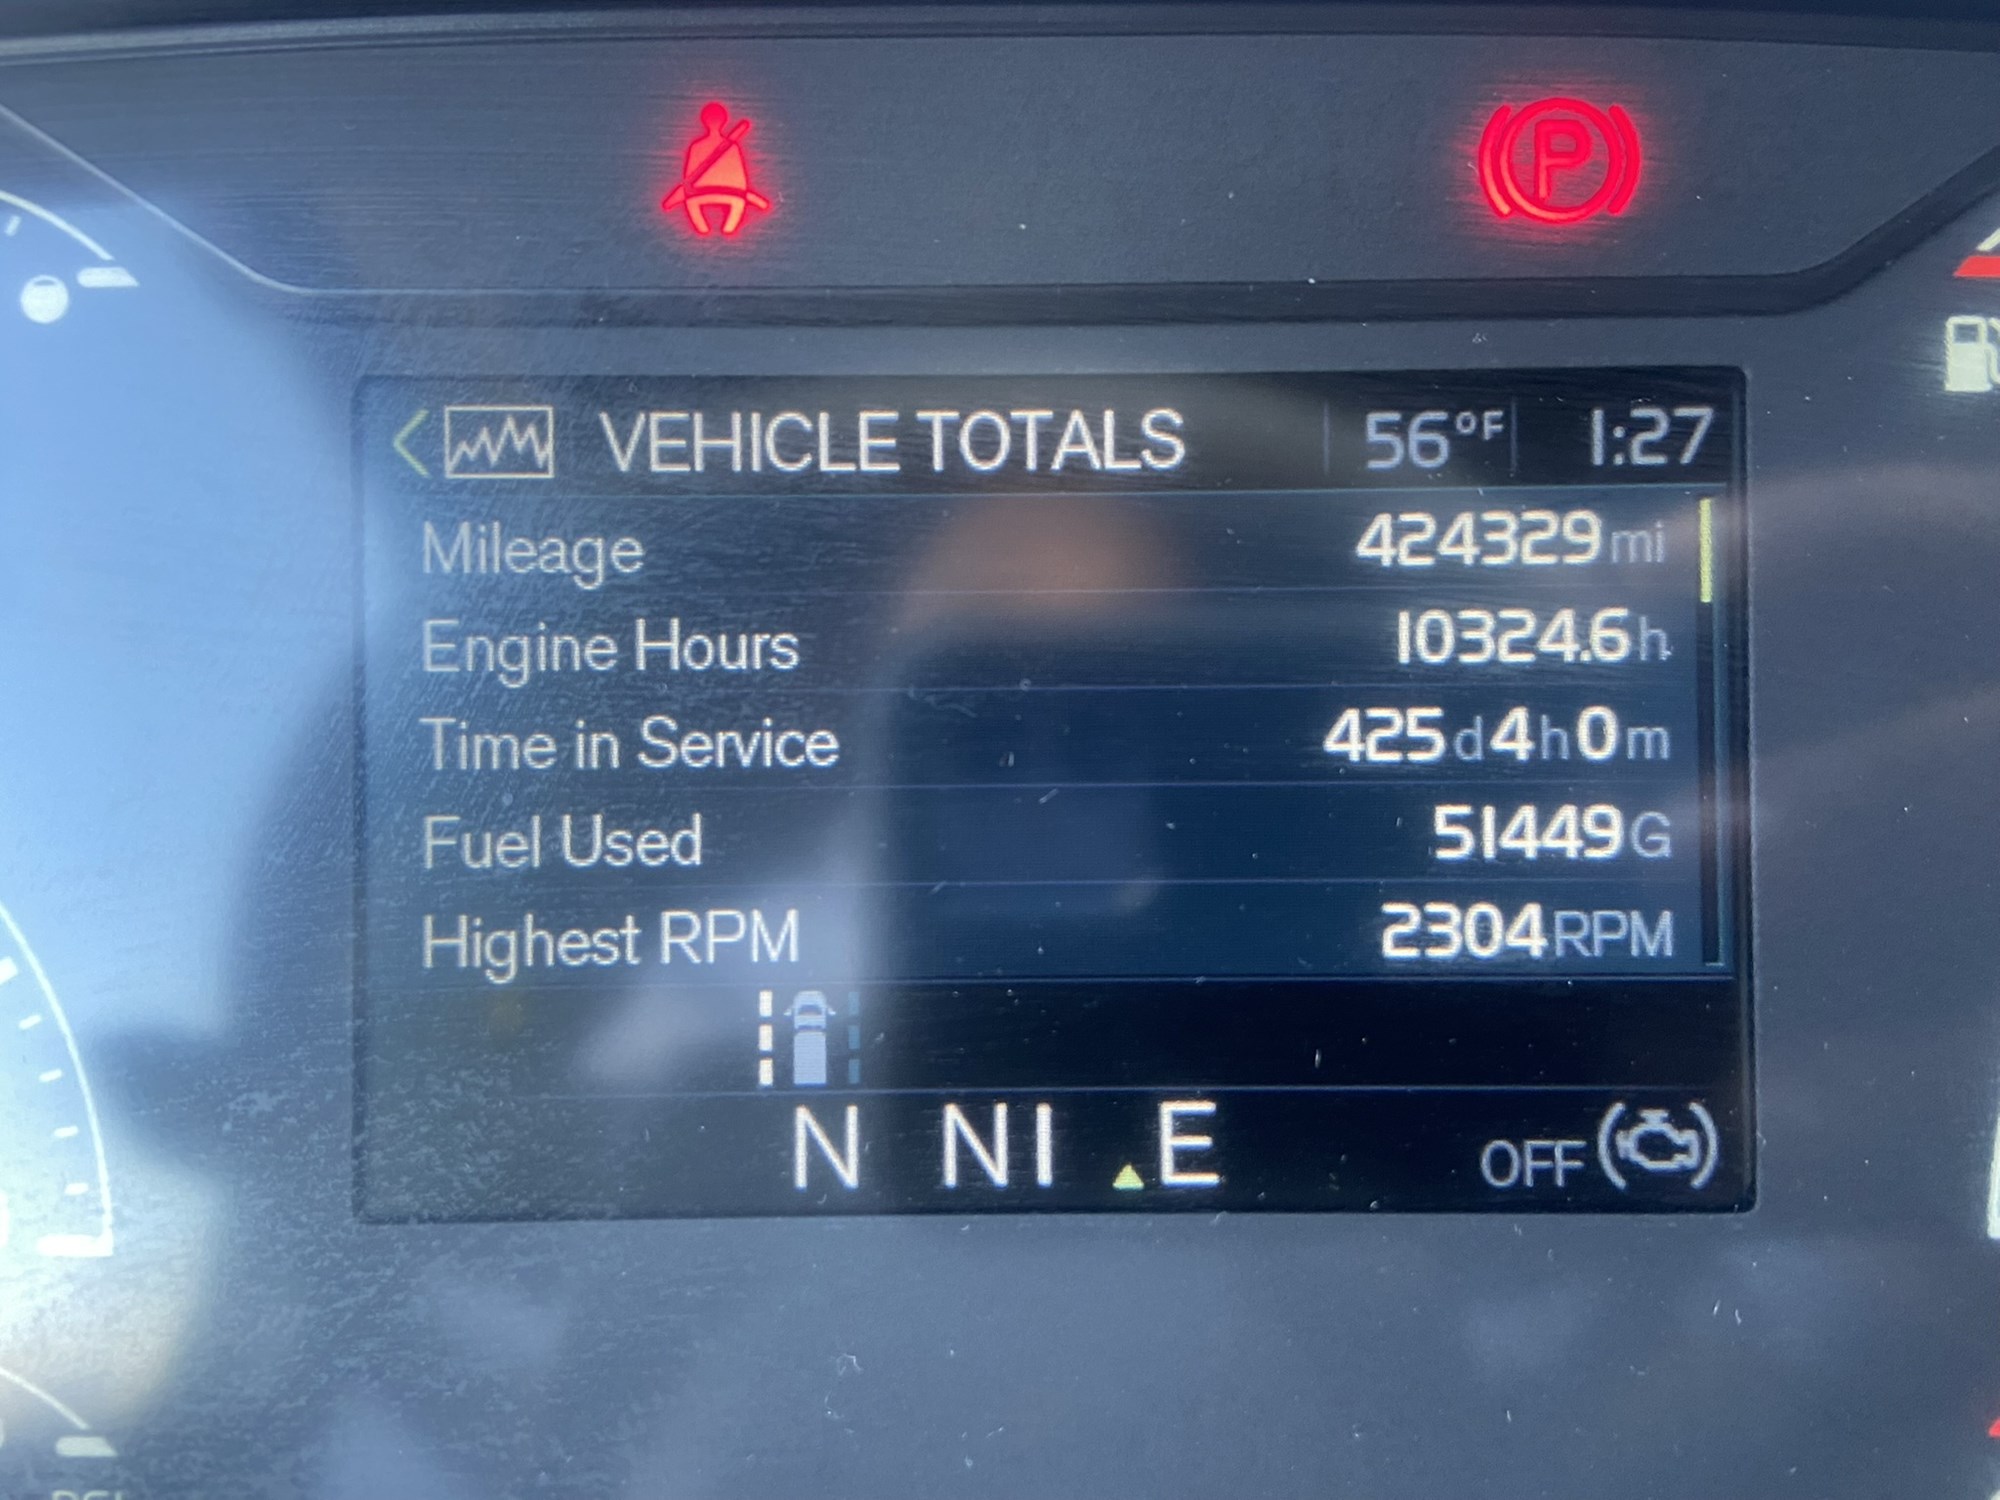 P
VEHICLE TOTALS 56°F 1:27
Mileage 424329 mi
Engine Hours 10324.6 h
Time in Service 425 d 4 h 0 m
Fuel Used 51449 G
Highest RPM 2304 RPM
N NI E OFF